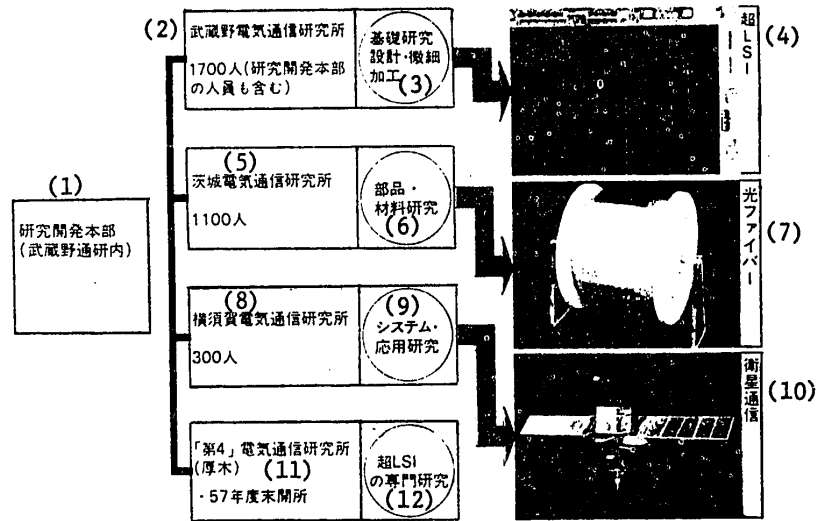 (1)
研究開発本部
(武蔵野通研内)
(2)
武蔵野電気通信研究所
1700人(研究開発本部
の人員も含む)
基礎研究
設計・微細
加工
(3)
超LSI
(4)
(5)
茨城電気通信研究所
1100人
部品・
材料研究
(6)
光ファイバー
(7)
(8)
横須賀電気通信研究所
300人
(9)
システム・
応用研究
衛星通信
(10)
「第4」電気通信研究所
(厚木)
(11)
・57年度末開所
超LSI
の専門研究
(12)